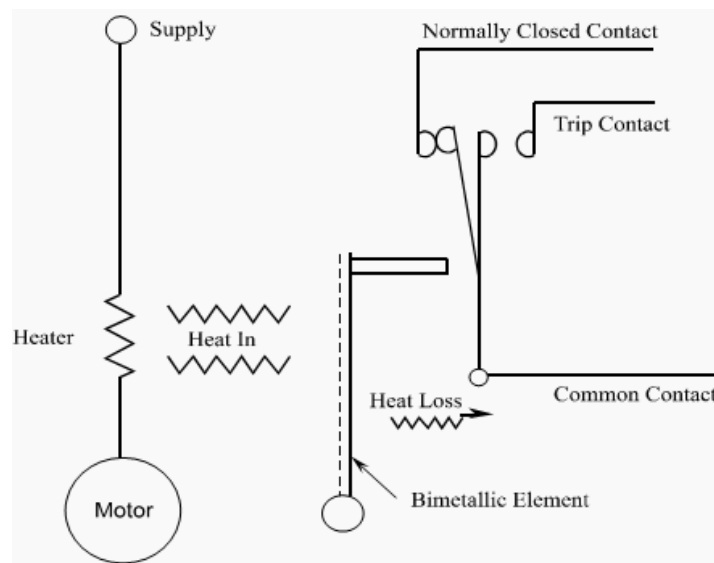 Supply
Normally Closed Contact
Trip Contact
Heater
Heat In
Heat Loss
Common Contact
Bimetallic Element
Motor